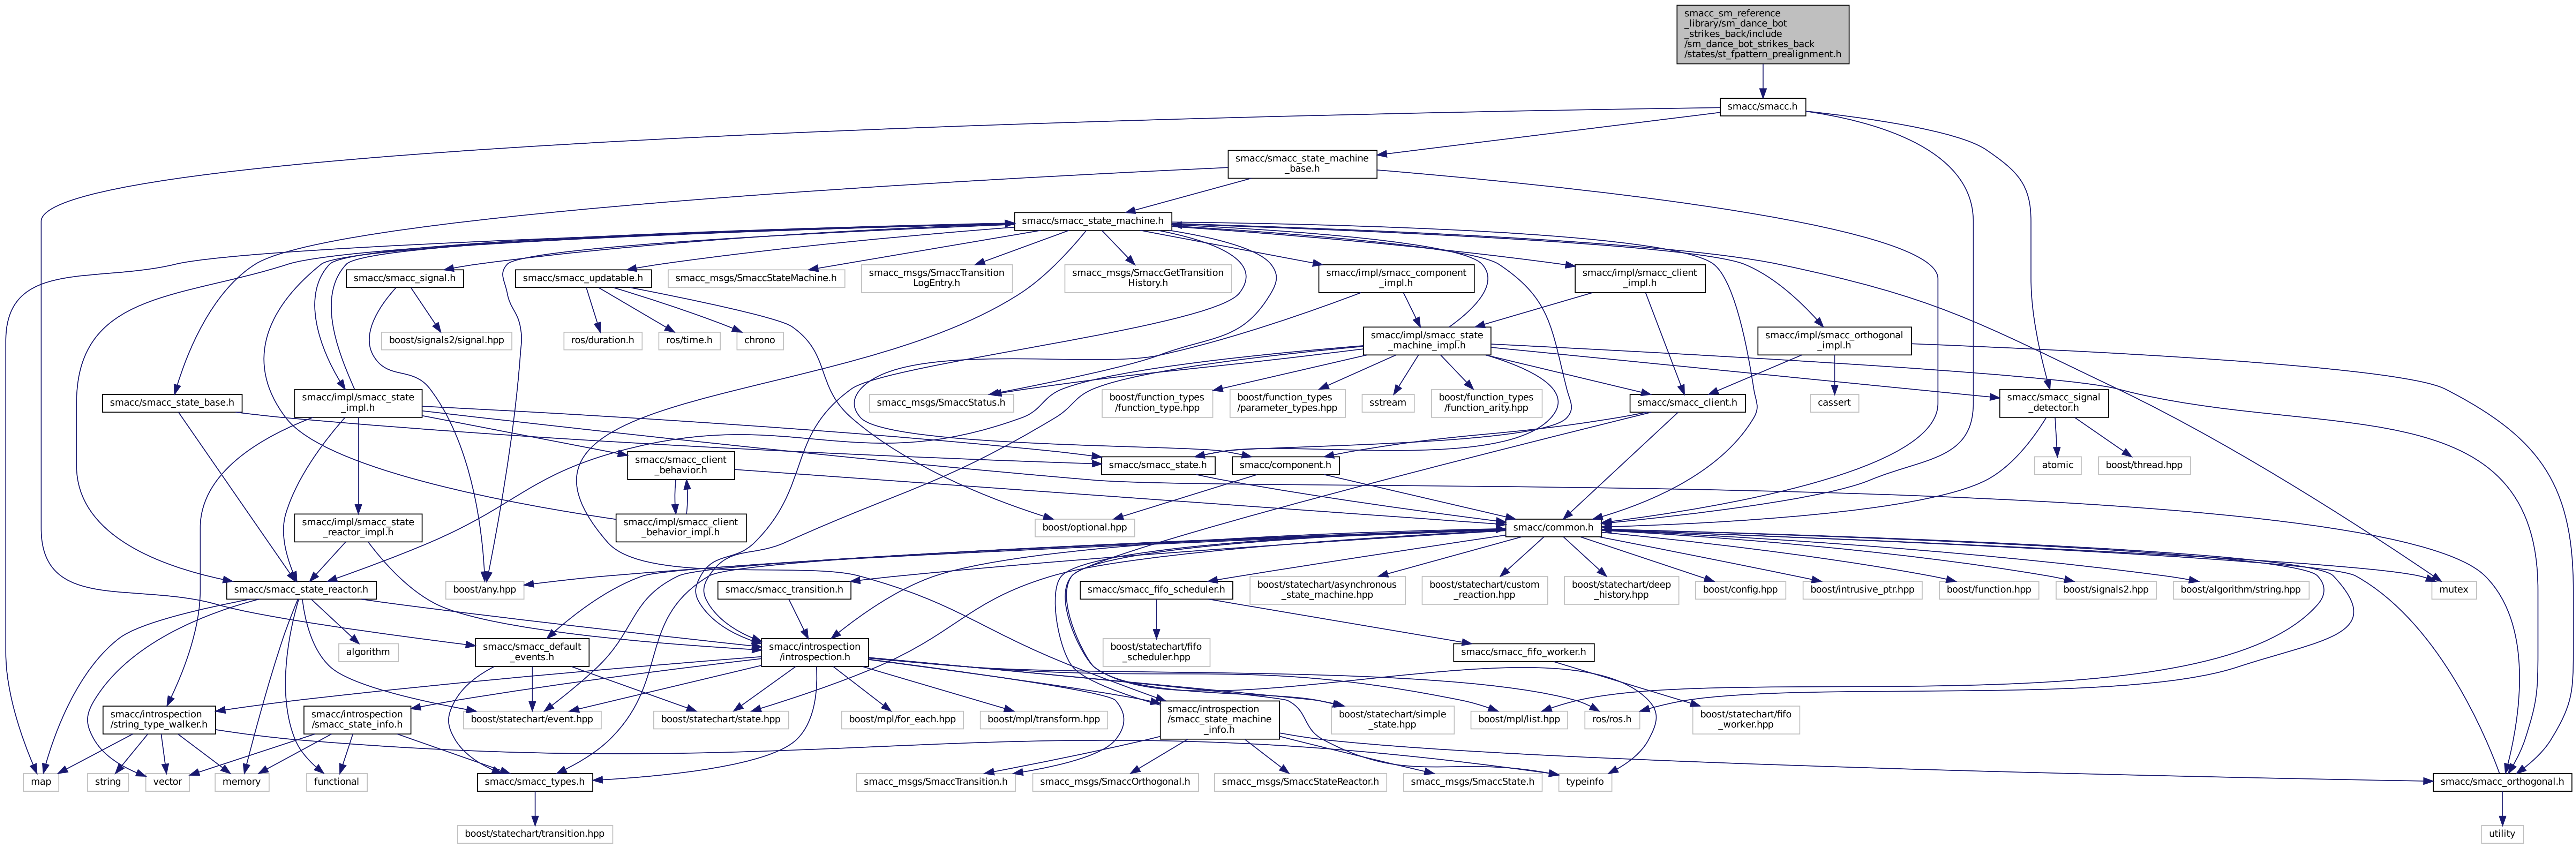 smacc_sm_reference
_library/sm_dance_bot
_strikes_back/include
/sm_dance_bot_strikes_back
/states/st_fpattern_prealignment.h
smacc/smacc.h
smacc/smacc_state_machine
_base.h
smacc/smacc_state_machine.h
smacc/smacc_signal.h
smacc/smacc_updatable.h
smacc_msgs/SmaccStateMachine.h
smacc_msgs/SmaccTransition
LogEntry.h
smacc_msgs/SmaccGetTransition
History.h
smacc/impl/smacc_component
_impl.h
smacc/impl/smacc_client
_impl.h
boost/signals2/signal.hpp
ros/duration.h
ros/time.h
chrono
smacc/impl/smacc_state
_machine_impl.h
smacc/impl/smacc_orthogonal
_impl.h
smacc/smacc_state_base.h
smacc/impl/smacc_state
_impl.h
smacc_msgs/SmaccStatus.h
boost/function_types
/function_type.hpp
boost/function_types
/parameter_types.hpp
sstream
boost/function_types
/function_arity.hpp
smacc/smacc_client.h
cassert
smacc/smacc_signal
_detector.h
smacc/smacc_client
_behavior.h
smacc/smacc_state.h
smacc/component.h
atomic
boost/thread.hpp
smacc/impl/smacc_state
_reactor_impl.h
smacc/impl/smacc_client
_behavior_impl.h
boost/optional.hpp
smacc/common.h
smacc/smacc_state_reactor.h
boost/any.hpp
smacc/smacc_transition.h
smacc/smacc_fifo_scheduler.h
boost/statechart/asynchronous
_state_machine.hpp
boost/statechart/custom
_reaction.hpp
boost/statechart/deep
_history.hpp
boost/config.hpp
boost/intrusive_ptr.hpp
boost/function.hpp
boost/signals2.hpp
boost/algorithm/string.hpp
mutex
algorithm
smacc/smacc_default
_events.h
smacc/introspection
/introspection.h
boost/statechart/fifo
_scheduler.hpp
smacc/smacc_fifo_worker.h
smacc/introspection
/string_type_walker.h
smacc/introspection
/smacc_state_info.h
boost/statechart/event.hpp
boost/statechart/state.hpp
boost/mpl/for_each.hpp
boost/mpl/transform.hpp
smacc/introspection
/smacc_state_machine
_info.h
boost/statechart/simple
_state.hpp
boost/mpl/list.hpp
ros/ros.h
boost/statechart/fifo
_worker.hpp
map
string
vector
memory
functional
smacc/smacc_types.h
smacc_msgs/SmaccTransition.h
smacc_msgs/SmaccOrthogonal.h
smacc_msgs/SmaccStateReactor.h
smacc_msgs/SmaccState.h
typeinfo
smacc/smacc_orthogonal.h
boost/statechart/transition.hpp
utility